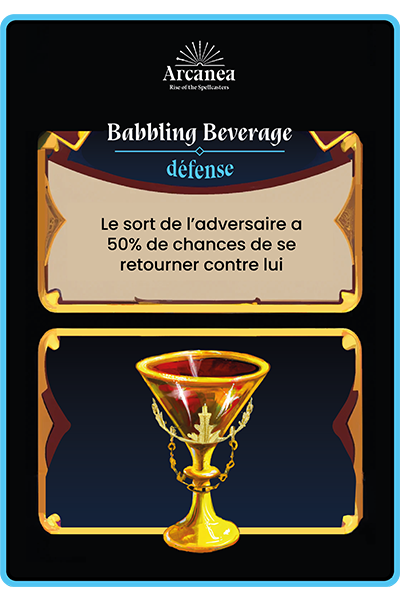 Arcanea
Rise of the Spellcasters
Babbling Beverage
défense
Le sort de l’adversaire a
50% de chances de se
retourner contre lui